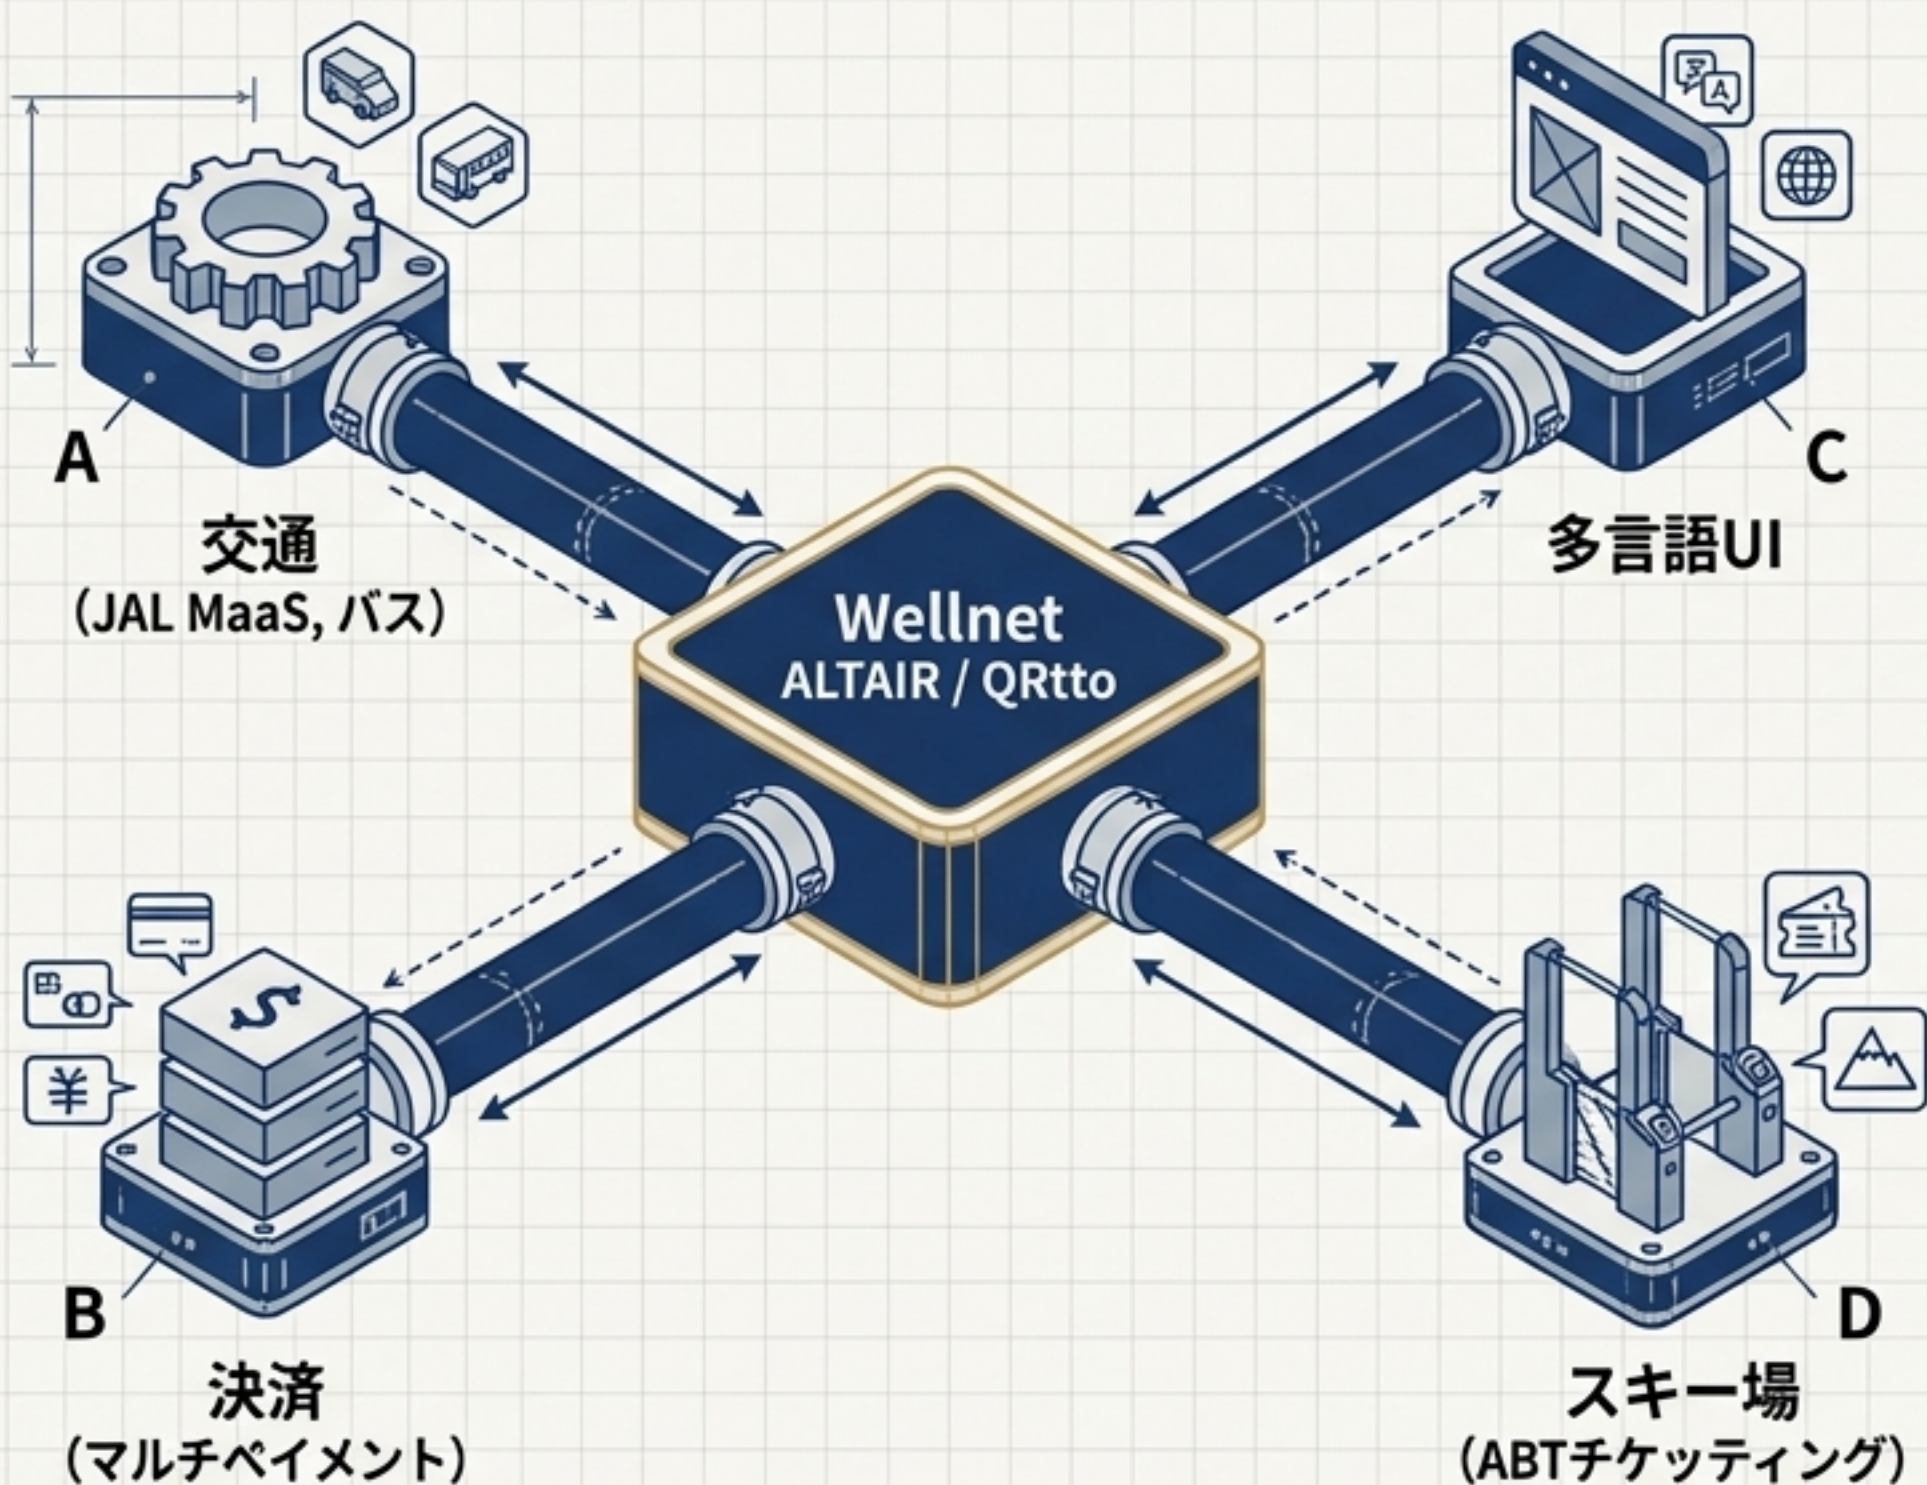 A
交通
（JAL MaaS, バス）
C
多言語UI
Wellnet
ALTAIR / QRtto
B
決済
（マルチペイメント）
D
スキー場
（ABTチケッティング）
A
$
¥